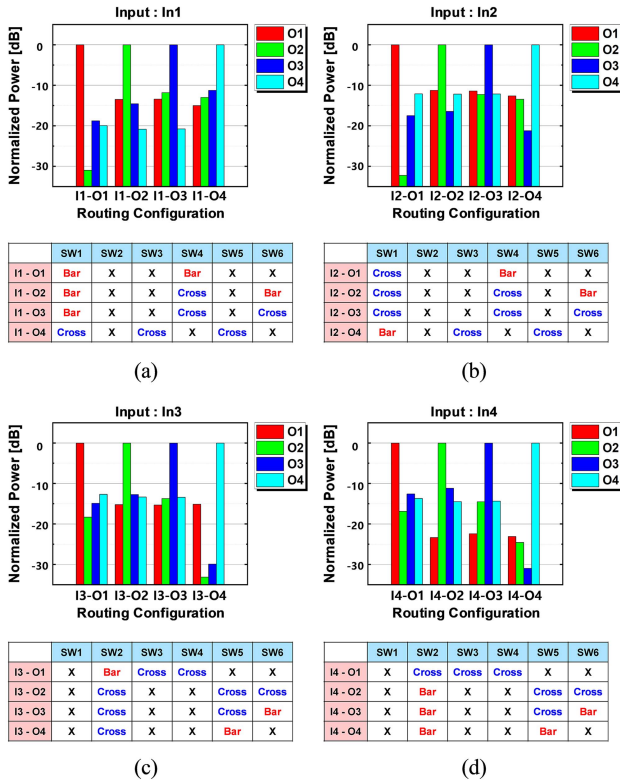 Input : In1
Normalized Power [dB]
0
-10
-20
-30
O1
O2
O3
O4
I1-O1 I1-O2 I1-O3 I1-O4
Routing Configuration
SW1 SW2 SW3 SW4 SW5 SW6
I1 - O1 Bar X X Bar X X
I1 - O2 Bar X X Cross X Bar
I1 - O3 Bar X X Cross X Cross
I1 - O4 Cross X Cross X Cross X
(a)
Input : In2
Normalized Power [dB]
0
-10
-20
-30
O1
O2
O3
O4
I2-O1 I2-O2 I2-O3 I2-O4
Routing Configuration
SW1 SW2 SW3 SW4 SW5 SW6
I2 - O1 Cross X X Bar X X
I2 - O2 Cross X X Cross X Bar
I2 - O3 Cross X X Cross X Cross
I2 - O4 Bar X Cross X Cross X
(b)
Input : In3
Normalized Power [dB]
0
-10
-20
-30
O1
O2
O3
O4
I3-O1 I3-O2 I3-O3 I3-O4
Routing Configuration
SW1 SW2 SW3 SW4 SW5 SW6
I3 - O1 X Bar Cross Cross X X
I3 - O2 X Cross X X Cross Cross
I3 - O3 X Cross X X Cross Bar
I3 - O4 X Cross X X Bar X
(c)
Input : In4
Normalized Power [dB]
0
-10
-20
-30
O1
O2
O3
O4
I4-O1 I4-O2 I4-O3 I4-O4
Routing Configuration
SW1 SW2 SW3 SW4 SW5 SW6
I4 - O1 X Cross Cross Cross X X
I4 - O2 X Bar X X Cross Cross
I4 - O3 X Bar X X Cross Bar
I4 - O4 X Bar X X Bar X
(d)